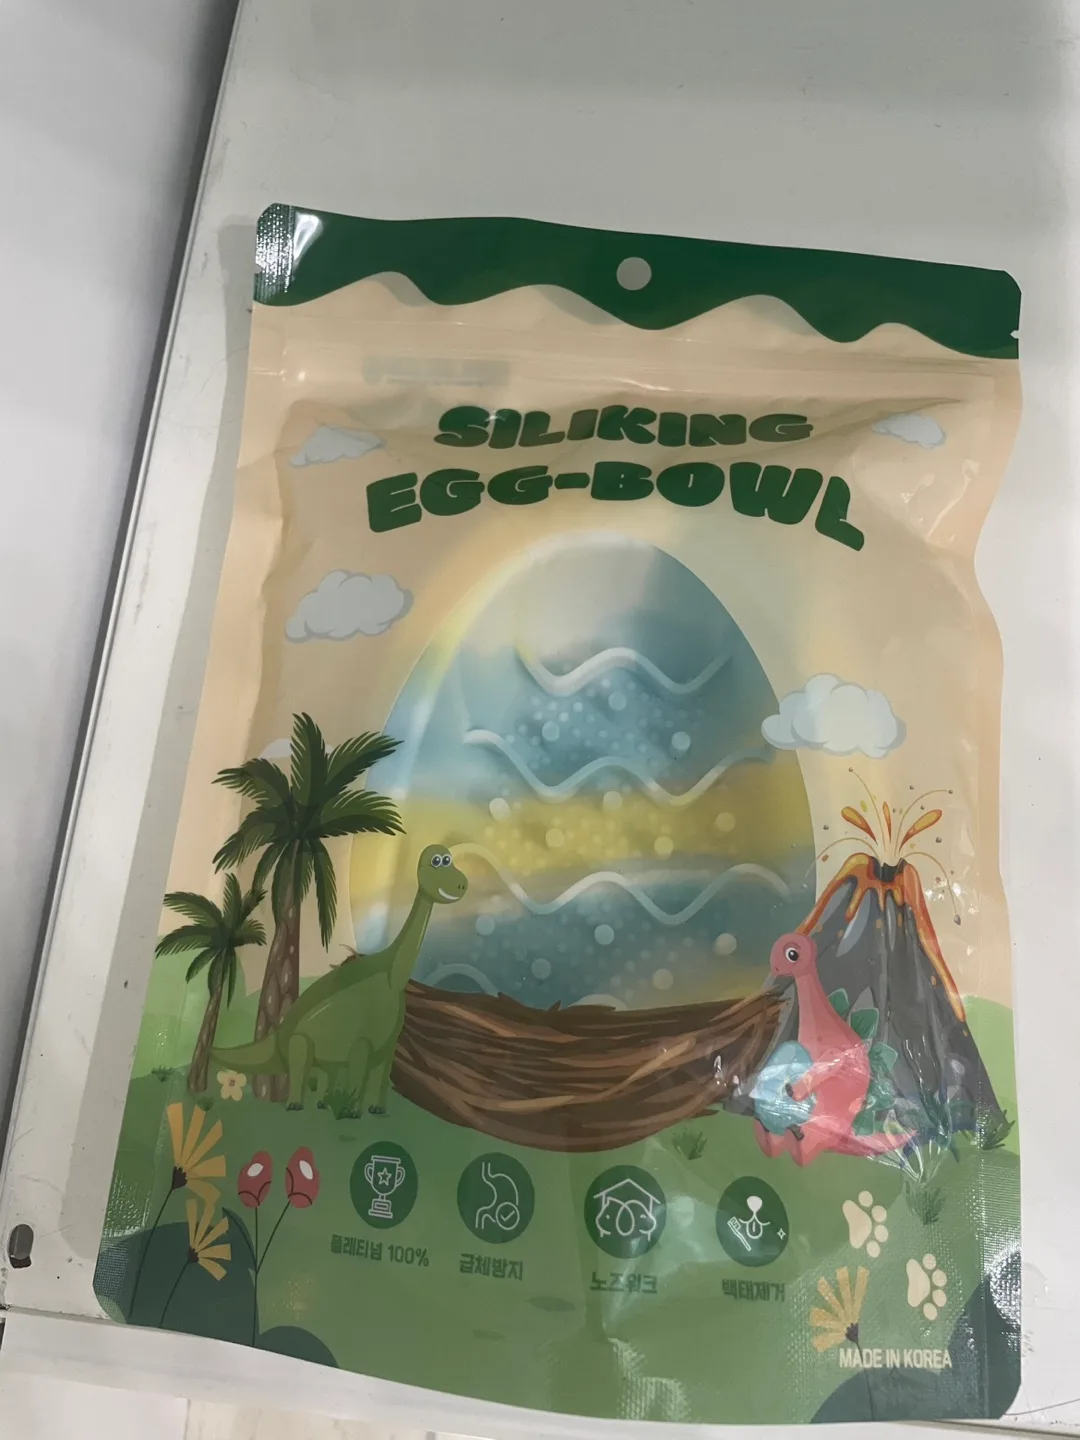 SILIKING
EGG-BOWL
플래티넘 100%
급체방지
노즈워크
백태제거
MADE IN KOREA